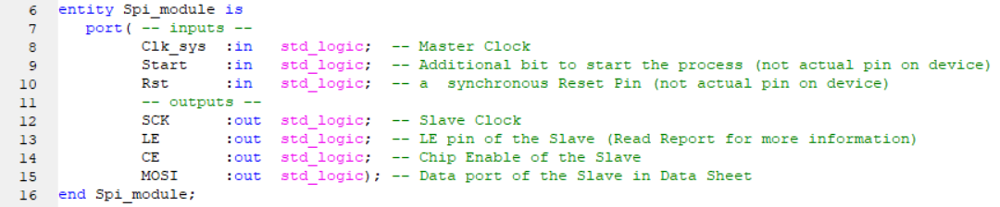 6 entity Spi_module is
7 port( -- inputs --
8 Clk_sys :in std_logic; -- Master Clock
9 Start :in std_logic; -- Additional bit to start the process (not actual pin on device)
10 Rst :in std_logic; -- a synchronous Reset Pin (not actual pin on device)
11 -- outputs --
12 SCK :out std_logic; -- Slave Clock
13 LE :out std_logic; -- LE pin of the Slave (Read Report for more information)
14 CE :out std_logic; -- Chip Enable of the Slave
15 MOSI :out std_logic); -- Data port of the Slave in Data Sheet
16 end Spi_module;